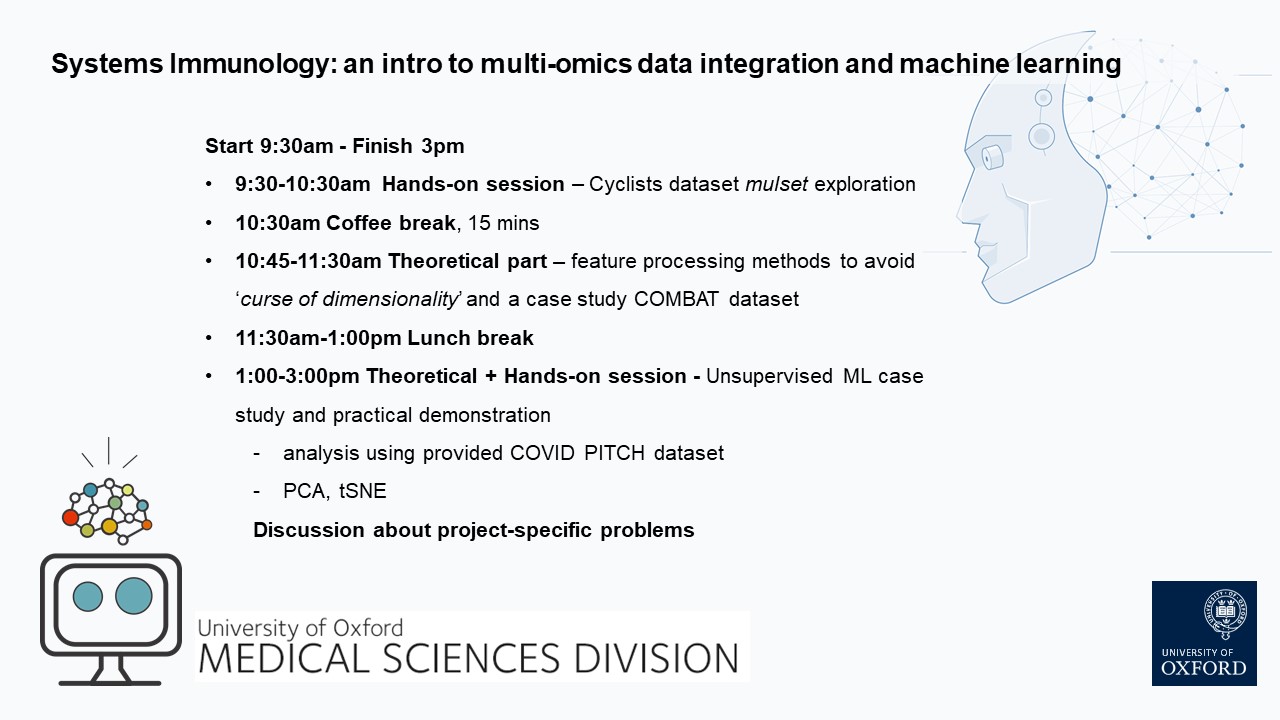 Systems Immunology: an intro to multi-omics data integration and machine learning
Start 9:30am - Finish 3pm
• 9:30-10:30am Hands-on session – Cyclists dataset mulset exploration
• 10:30am Coffee break, 15 mins
• 10:45-11:30am Theoretical part – feature processing methods to avoid
‘curse of dimensionality’ and a case study COMBAT dataset
• 11:30am-1:00pm Lunch break
• 1:00-3:00pm Theoretical + Hands-on session - Unsupervised ML case
study and practical demonstration
- analysis using provided COVID PITCH dataset
- PCA, tSNE
Discussion about project-specific problems
University of Oxford
MEDICAL SCIENCES DIVISION
UNIVERSITY OF
OXFORD